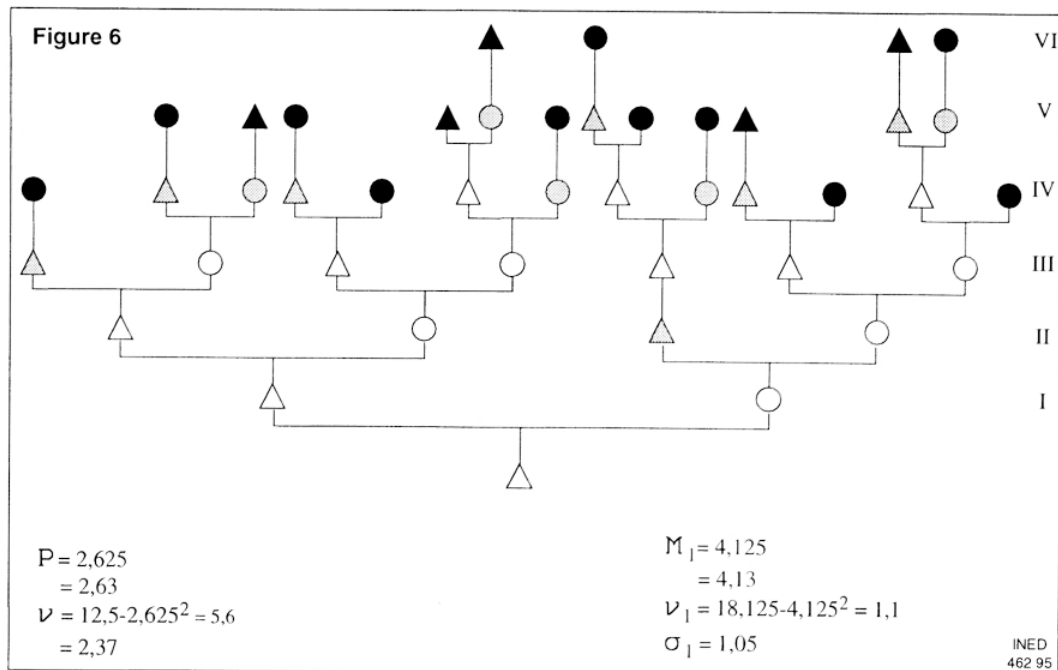 Figure 6
VI
V
IV
III
II
I
P = 2,625
= 2,63
ν = 12,5-2,625² = 5,6
= 2,37
M₁ = 4,125
= 4,13
ν₁ = 18,125-4,125² = 1,1
σ₁ = 1,05
INED
462 95